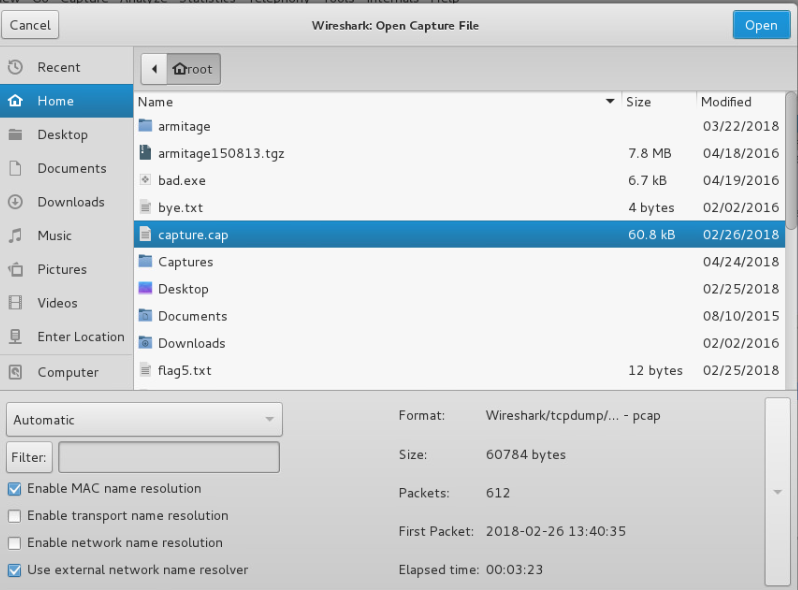 Cancel
Wireshark: Open Capture File
Open
Recent
Home
Desktop
Documents
Downloads
Music
Pictures
Videos
Enter Location
Computer
root
Name Size Modified
armitage 03/22/2018
armitage150813.tgz 7.8 MB 04/18/2016
bad.exe 6.7 kB 04/19/2016
bye.txt 4 bytes 02/02/2016
capture.cap 60.8 kB 02/26/2018
Captures 04/24/2018
Desktop 02/25/2018
Documents 08/10/2015
Downloads 02/02/2016
flag5.txt 12 bytes 02/25/2018
Automatic
Filter:
Enable MAC name resolution
Enable transport name resolution
Enable network name resolution
Use external network name resolver
Format: Wireshark/tcpdump/... - pcap
Size: 60784 bytes
Packets: 612
First Packet: 2018-02-26 13:40:35
Elapsed time: 00:03:23